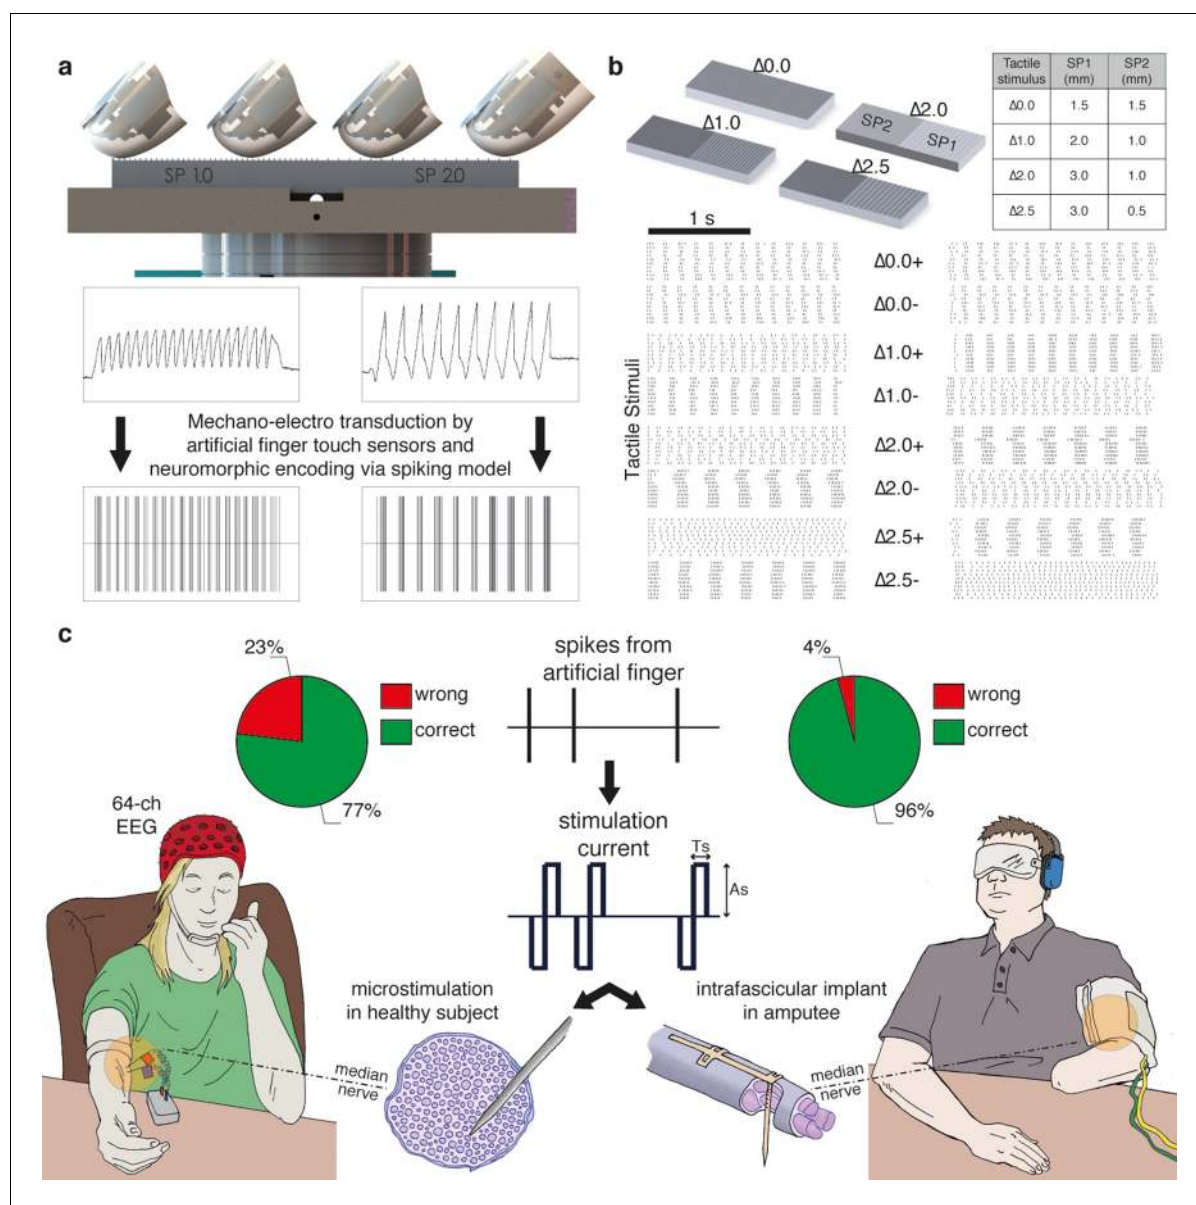 a
SP 1.0
SP 2.0
Mechano-electro transduction by
artificial finger touch sensors and
neuromorphic encoding via spiking model
b
Δ0.0
Δ2.0
SP2
SP1
Δ1.0
Δ2.5
Tactile stimulus SP1 (mm) SP2 (mm)
Δ0.0 1.5 1.5
Δ1.0 2.0 1.0
Δ2.0 3.0 1.0
Δ2.5 3.0 0.5
1 s
Tactile Stimuli
Δ0.0+
Δ0.0-
Δ1.0+
Δ1.0-
Δ2.0+
Δ2.0-
Δ2.5+
Δ2.5-
c
23%
wrong
correct
77%
64-ch
EEG
spikes from
artificial finger
4%
wrong
correct
96%
stimulation
current
Ts
As
microstimulation
in healthy subject
intrafascicular implant
in amputee
median
nerve
median
nerve